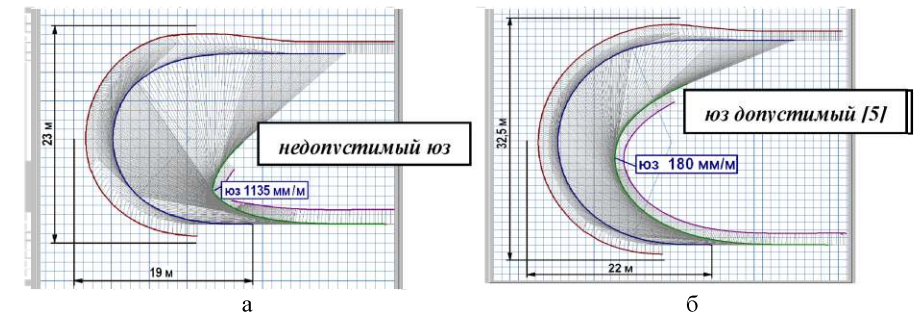 23 м
недопустимый юз
юз 1135 мм/м
19 м
а
32,5 м
юз допустимый [5]
юз 180 мм/м
22 м
б